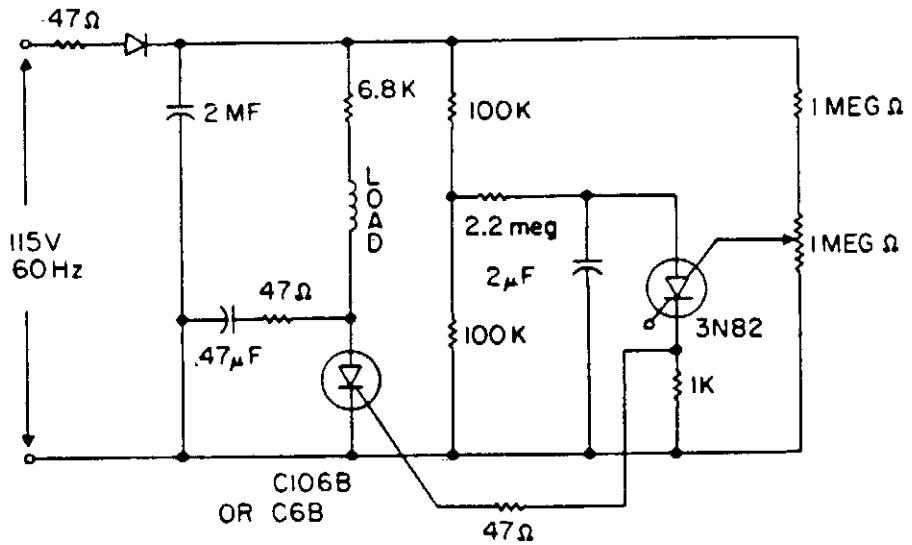 47Ω
2 MF
6.8K
LOAD
100K
1 MEG Ω
2.2 meg
115V
60Hz
47Ω
.47μF
2μF
100K
3N82
1 MEG Ω
1K
C106B
OR C6B
47Ω